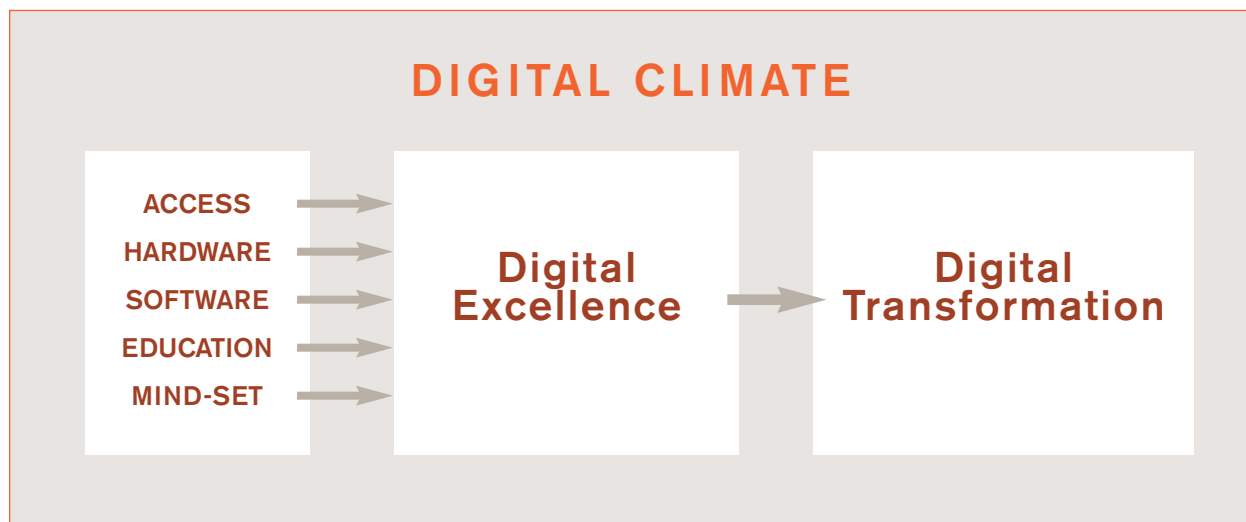 DIGITAL CLIMATE
ACCESS
HARDWARE
SOFTWARE
EDUCATION
MIND-SET
Digital
Excellence
Digital
Transformation